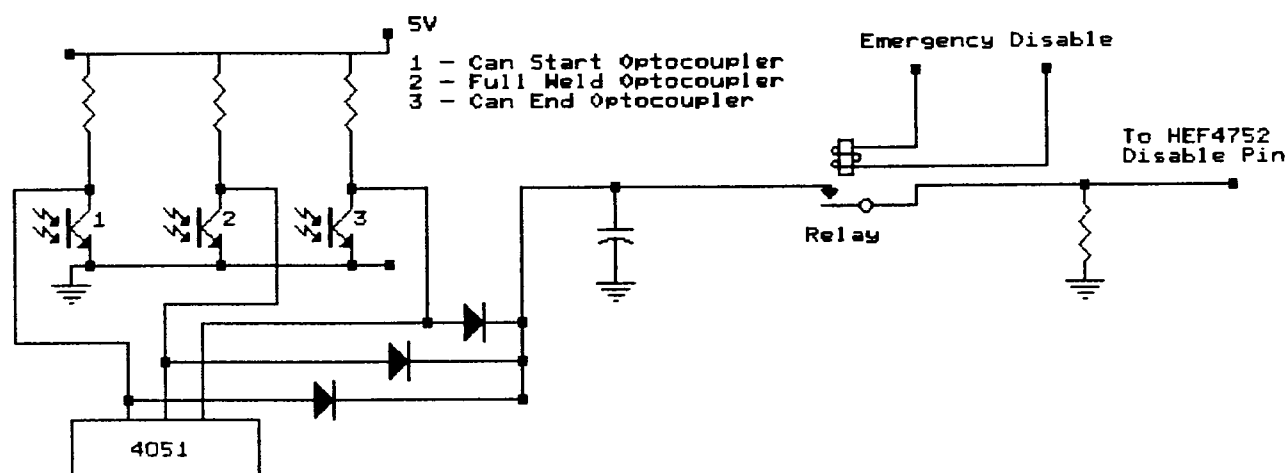 5V
1 - Can Start Optocoupler
2 - Full Weld Optocoupler
3 - Can End Optocoupler
Emergency Disable
To HEF4752
Disable Pin
1
2
3
Relay
4051